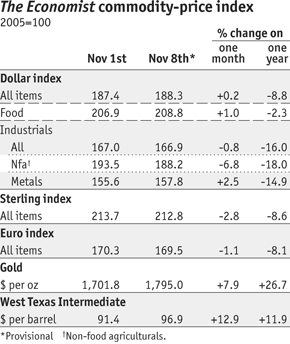 The Economist commodity-price index
2005=100
% change on
Nov 1st Nov 8th* one month one year
Dollar index
All items 187.4 188.3 +0.2 -8.8
Food 206.9 208.8 +1.0 -2.3
Industrials
All 167.0 166.9 -0.8 -16.0
Nfa† 193.5 188.2 -6.8 -18.0
Metals 155.6 157.8 +2.5 -14.9
Sterling index
All items 213.7 212.8 -2.8 -8.6
Euro index
All items 170.3 169.5 -1.1 -8.1
Gold
$ per oz 1,701.8 1,795.0 +7.9 +26.7
West Texas Intermediate
$ per barrel 91.4 96.9 +12.9 +11.9
*Provisional †Non-food agriculturals.